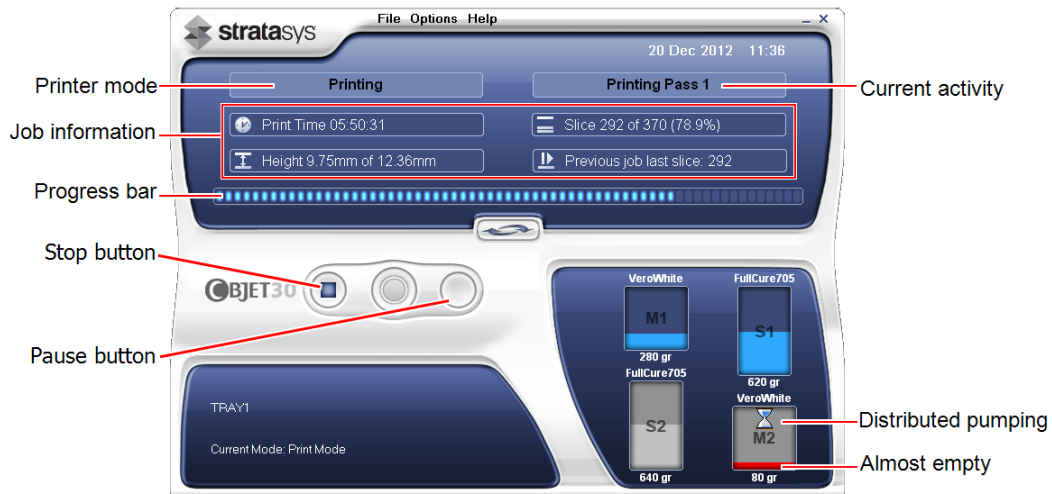 stratasys
File Options Help
20 Dec 2012 11:36
Printer mode
Printing
Printing Pass 1
Current activity
Job information
Print Time 05:50:31
Slice 292 of 370 (78.9%)
Height 9.75mm of 12.36mm
Previous job last slice: 292
Progress bar
Stop button
OBJET30
Pause button
VeroWhite
M1
280 gr
FullCure705
S1
620 gr
FullCure705
S2
640 gr
VeroWhite
M2
80 gr
Distributed pumping
Almost empty
TRAY1
Current Mode: Print Mode